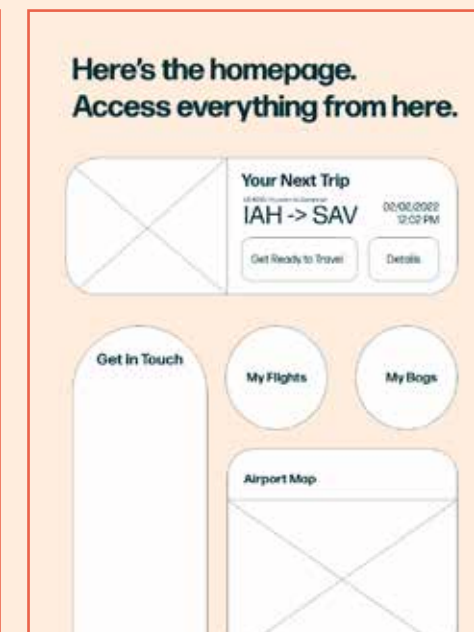 Here's the homepage.
Access everything from here.
Your Next Trip
IAH -> SAV
02/02/2022
12:02 PM
Get Ready to Travel
Details
Get in Touch
My Flights
My Bags
Airport Map